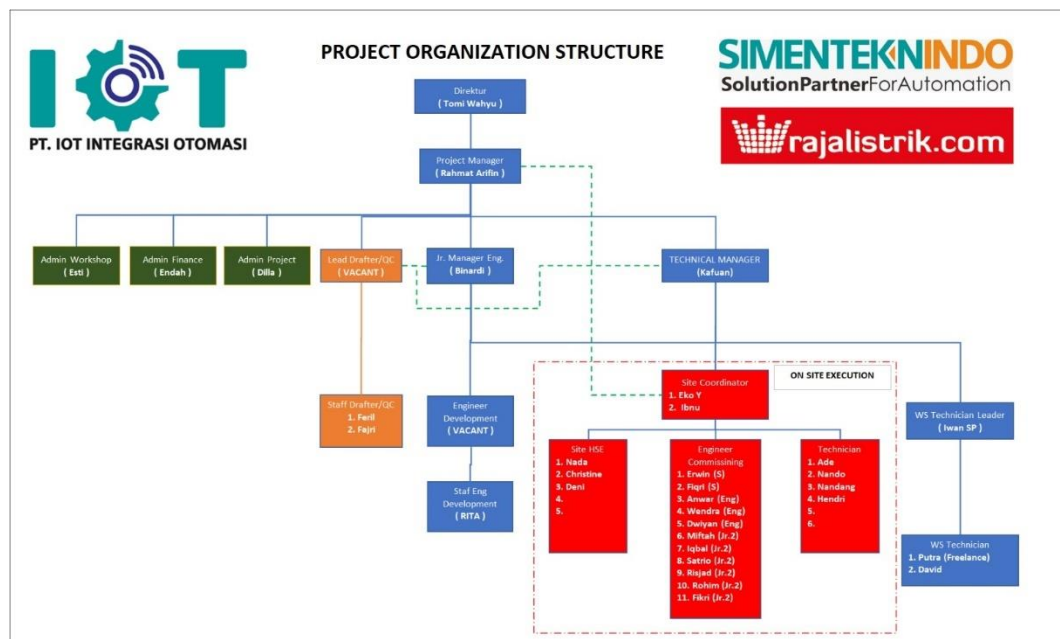 IOT
PT. IOT INTEGRASI OTOMASI
PROJECT ORGANIZATION STRUCTURE
SIMENTEKNINDO
SolutionPartnerForAutomation
rajalistrik.com
Direktur
( Tomi Wahyu )
Project Manager
( Rahmat Arifin )
Admin Workshop
( Esti )
Admin Finance
( Endah )
Admin Project
( Dilla )
Lead Drafter/QC
( VACANT )
Jr. Manager Eng.
( Binardi )
TECHNICAL MANAGER
(Kafuan)
ON SITE EXECUTION
Site Coordinator
1. Eko Y
2. Ibnu
Staff Drafter/QC
1. Feril
2. Fajri
Engineer
Development
( VACANT )
WS Technician Leader
( Iwan SP )
Site HSE
1. Nada
2. Christine
3. Deni
4.
5.
Engineer
Commissining
1. Erwin (S)
2. Fiqri (S)
3. Anwar (Eng)
4. Wendra (Eng)
5. Dwiyan (Eng)
6. Miftah (Jr.2)
7. Iqbal (Jr.2)
8. Satrio (Jr.2)
9. Risjad (Jr.2)
10. Rohim (Jr.2)
11. Fikri (Jr.2)
Technician
1. Ade
2. Nando
3. Nandang
4. Hendri
5.
6.
Staf Eng
Development
( RITA )
WS Technician
1. Putra (Freelance)
2. David